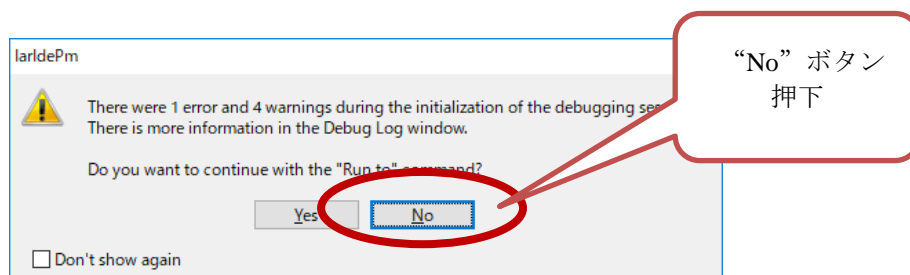 IarIdePm
“No”ボタン
押下
There were 1 error and 4 warnings during the initialization of the debugging
There is more information in the Debug Log window.
Do you want to continue with the "Run to" command?
Yes
No
Don't show again